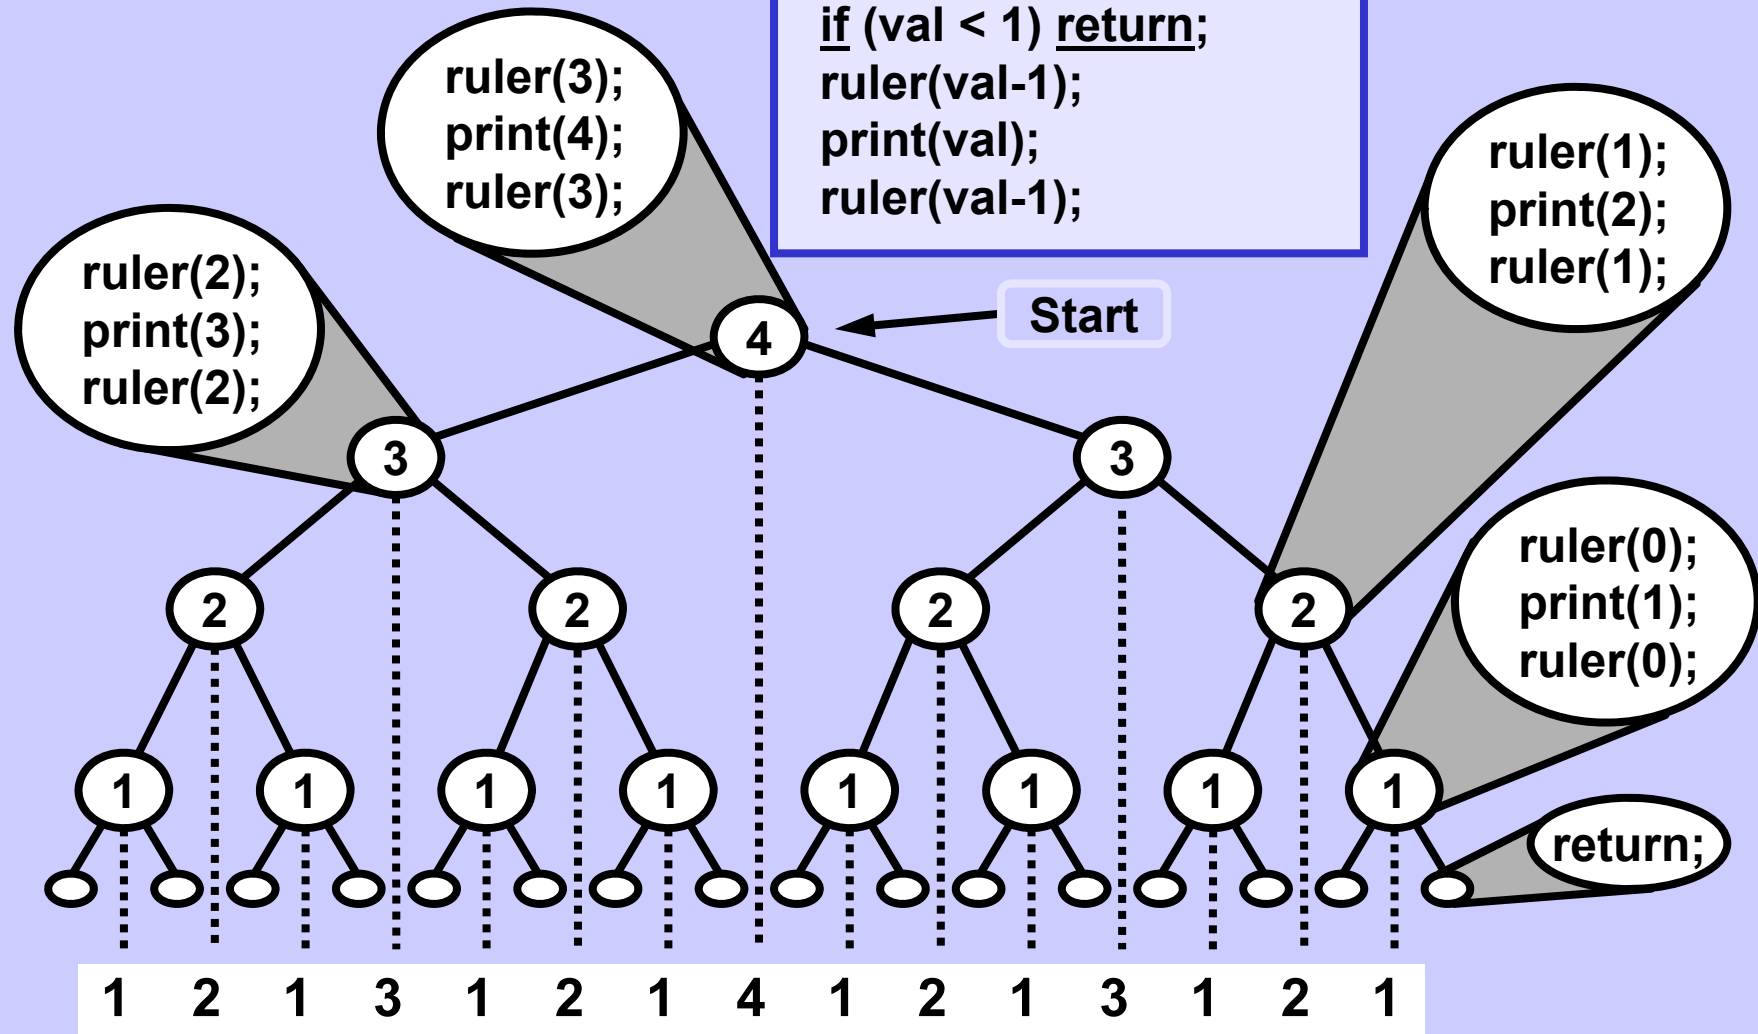 if (val < 1) return;
ruler(val-1);
print(val);
ruler(val-1);
ruler(3);
print(4);
ruler(3);
ruler(1);
print(2);
ruler(1);
ruler(2);
print(3);
ruler(2);
Start
4
3 3
ruler(0);
print(1);
ruler(0);
2 2 2 2
1 1 1 1 1 1 1 1
return;
1 2 1 3 1 2 1 4 1 2 1 3 1 2 1